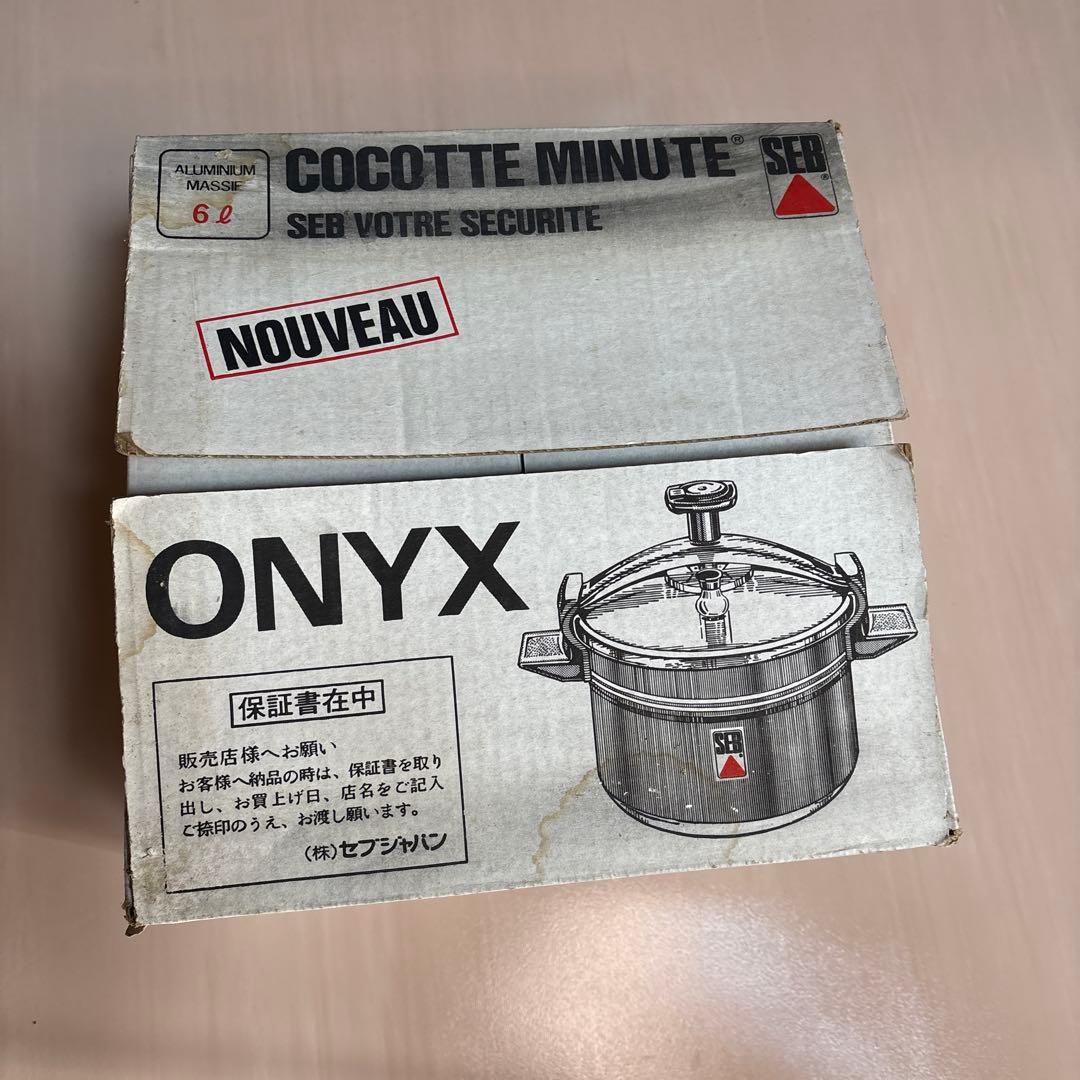 ALUMINIUM
MASSIF
6 ℓ
COCOTTE MINUTE®
SEB®
SEB VOTRE SECURITE
NOUVEAU
ONYX
保証書在中
販売店様へお願い
お客様へ納品の時は、保証書を取り
出し、お買上げ日、店名をご記入
ご捺印のうえ、お渡し願います。
(株)セブジャパン
SEB